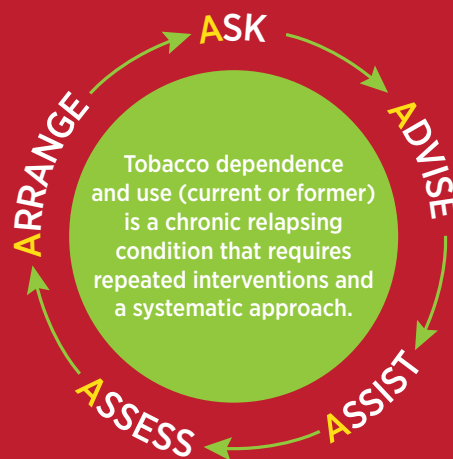 ASK
ADVISE
ASSIST
ASSESS
ARRANGE
Tobacco dependence
and use (current or former)
is a chronic relapsing
condition that requires
repeated interventions and
a systematic approach.